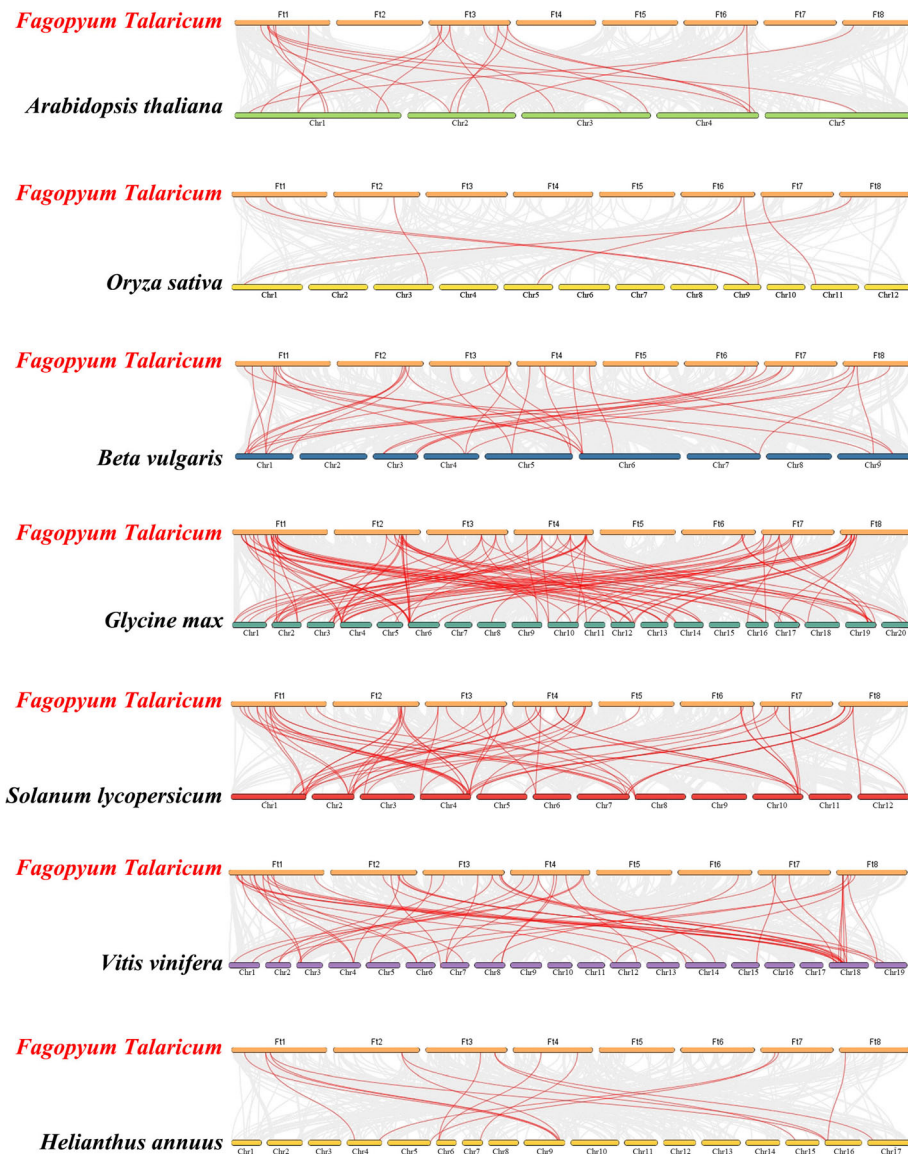 Fagopyum Talaricum Ft1 Ft2 Ft3 Ft4 Ft5 Ft6 Ft7 Ft8
Arabidopsis thaliana Chr1 Chr2 Chr3 Chr4 Chr5
Fagopyum Talaricum Ft1 Ft2 Ft3 Ft4 Ft5 Ft6 Ft7 Ft8
Oryza sativa Chr1 Chr2 Chr3 Chr4 Chr5 Chr6 Chr7 Chr8 Chr9 Chr10 Chr11 Chr12
Fagopyum Talaricum Ft1 Ft2 Ft3 Ft4 Ft5 Ft6 Ft7 Ft8
Beta vulgaris Chr1 Chr2 Chr3 Chr4 Chr5 Chr6 Chr7 Chr8 Chr9
Fagopyum Talaricum Ft1 Ft2 Ft3 Ft4 Ft5 Ft6 Ft7 Ft8
Glycine max Chr1 Chr2 Chr3 Chr4 Chr5 Chr6 Chr7 Chr8 Chr9 Chr10 Chr11 Chr12 Chr13 Chr14 Chr15 Chr16 Chr17 Chr18 Chr19 Chr20
Fagopyum Talaricum Ft1 Ft2 Ft3 Ft4 Ft5 Ft6 Ft7 Ft8
Solanum lycopersicum Chr1 Chr2 Chr3 Chr4 Chr5 Chr6 Chr7 Chr8 Chr9 Chr10 Chr11 Chr12
Fagopyum Talaricum Ft1 Ft2 Ft3 Ft4 Ft5 Ft6 Ft7 Ft8
Vitis vinifera Chr1 Chr2 Chr3 Chr4 Chr5 Chr6 Chr7 Chr8 Chr9 Chr10 Chr11 Chr12 Chr13 Chr14 Chr15 Chr16 Chr17 Chr18 Chr19
Fagopyum Talaricum Ft1 Ft2 Ft3 Ft4 Ft5 Ft6 Ft7 Ft8
Helianthus annuus Chr1 Chr2 Chr3 Chr4 Chr5 Chr6 Chr7 Chr8 Chr9 Chr10 Chr11 Chr12 Chr13 Chr14 Chr15 Chr16 Chr17